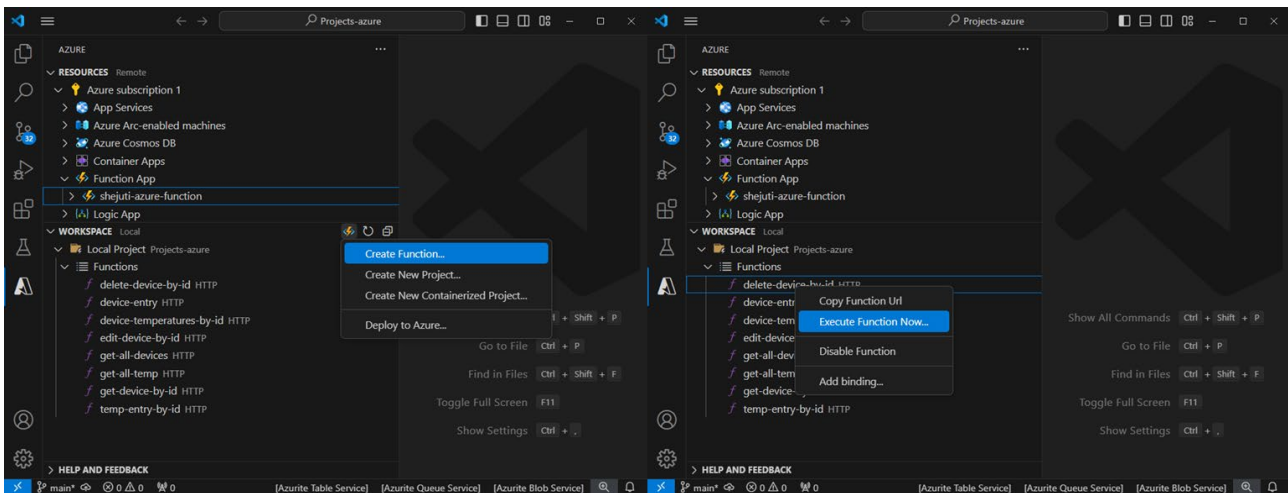 Projects-azure
AZURE
RESOURCES Remote
Azure subscription 1
App Services
Azure Arc-enabled machines
Azure Cosmos DB
Container Apps
Function App
shejuti-azure-function
Logic App
WORKSPACE Local
Local Project Projects-azure
Functions
delete-device-by-id HTTP
device-entry HTTP
device-temperatures-by-id HTTP
edit-device-by-id HTTP
get-all-devices HTTP
get-all-temp HTTP
get-device-by-id HTTP
temp-entry-by-id HTTP
HELP AND FEEDBACK
32
Create Function...
Create New Project...
Create New Containerized Project...
Deploy to Azure...
+ Shift + P
Go to File Ctrl + P
Find in Files Ctrl + Shift + F
Toggle Full Screen F11
Show Settings Ctrl + ,
main* 0 0 0 [Azurite Table Service] [Azurite Queue Service] [Azurite Blob Service]
Projects-azure
AZURE
RESOURCES Remote
Azure subscription 1
App Services
Azure Arc-enabled machines
Azure Cosmos DB
Container Apps
Function App
shejuti-azure-function
Logic App
WORKSPACE Local
Local Project Projects-azure
Functions
delete-device-by-id HTTP
device-entr
device-tem
edit-device
get-all-dev
get-all-tem
get-device-
temp-entry-by-id HTTP
HELP AND FEEDBACK
32
Copy Function Url
Execute Function Now...
Disable Function
Add binding...
Show All Commands Ctrl + Shift + P
Go to File Ctrl + P
Find in Files Ctrl + Shift + F
Toggle Full Screen F11
Show Settings Ctrl + ,
main* 0 0 0 [Azurite Table Service] [Azurite Queue Service] [Azurite Blob Service]